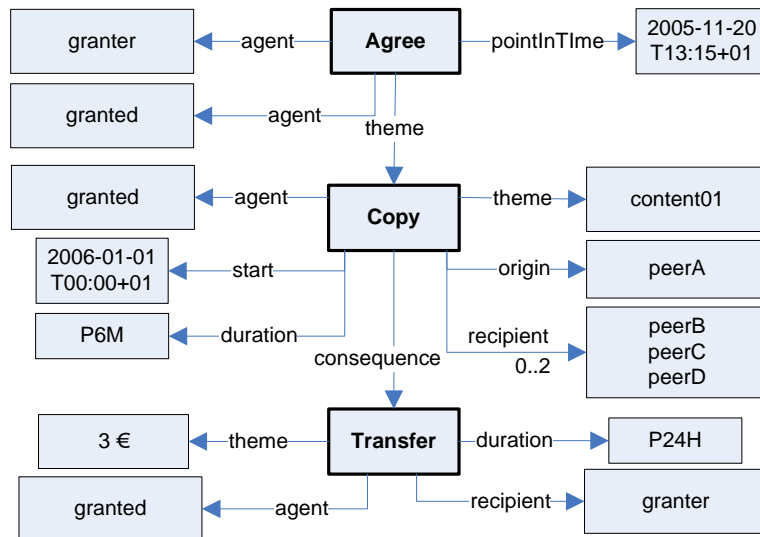 granter
agent
Agree
pointInTIme
2005-11-20
T13:15+01
granted
agent
theme
granted
agent
Copy
theme
content01
2006-01-01
T00:00+01
start
origin
peerA
P6M
duration
recipient
0..2
peerB
peerC
peerD
consequence
3 €
theme
Transfer
duration
P24H
granted
agent
recipient
granter